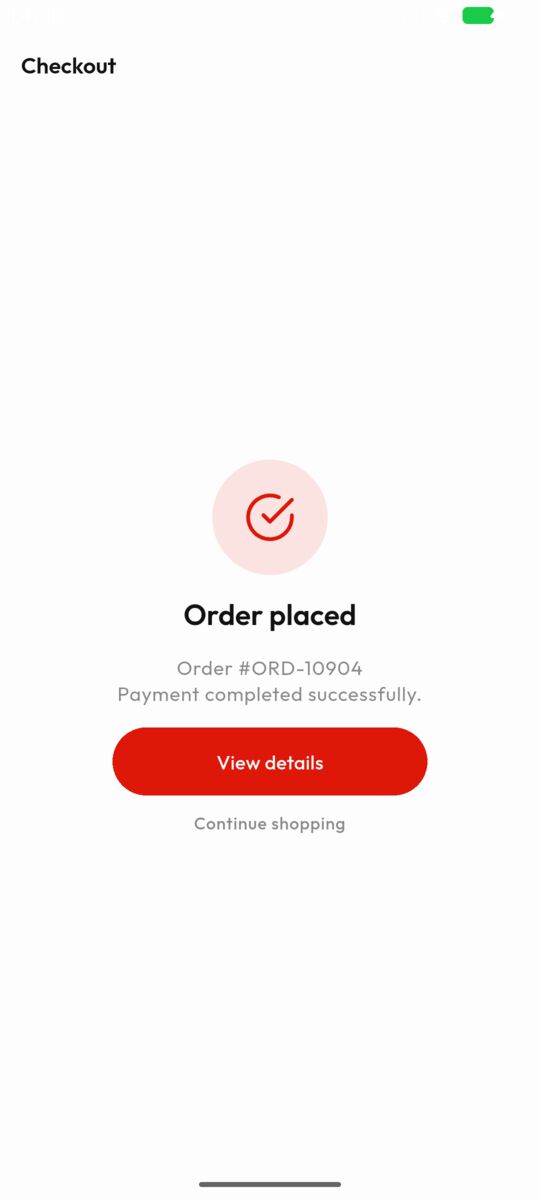 Checkout
Order placed
Order #ORD-10904
Payment completed successfully.
View details
Continue shopping